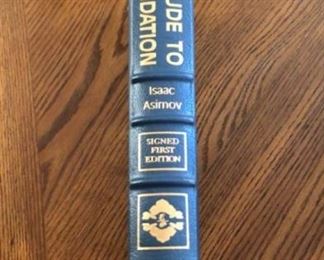 UDE TO
DATION
Isaac
Asimov
SIGNED
FIRST
EDITION